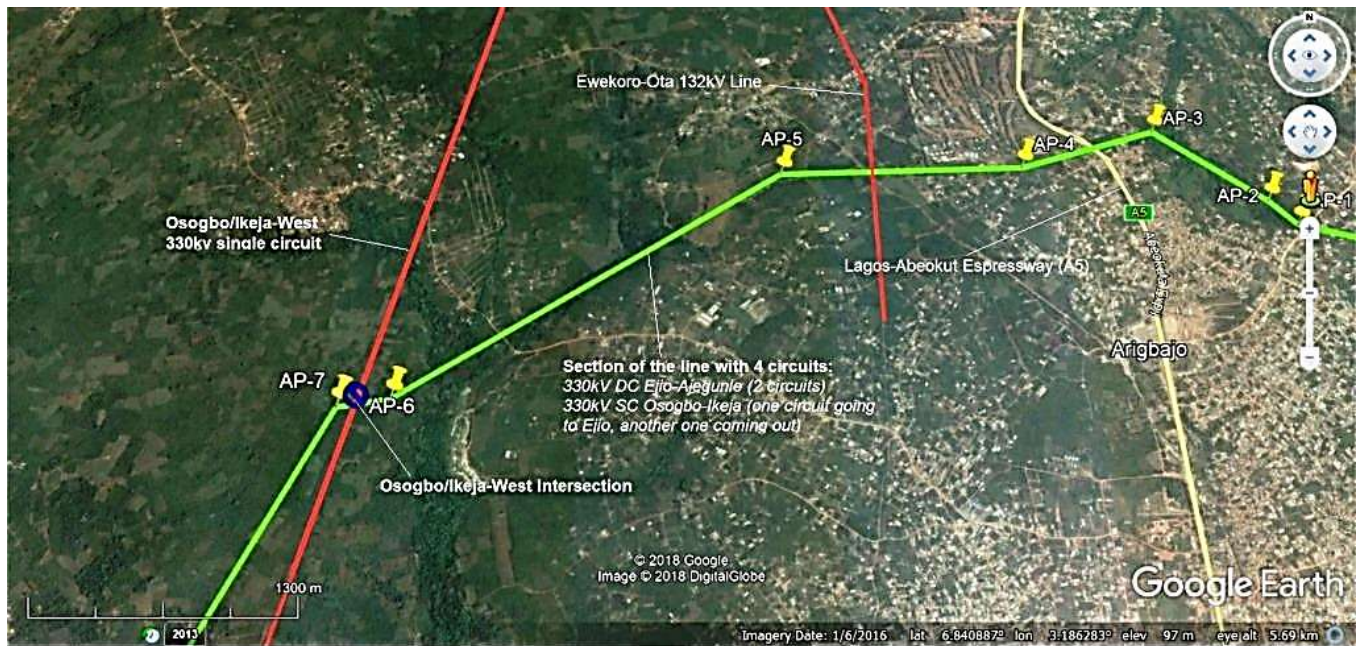 N
Ewekoro-Ota 132kV Line
AP-3
AP-5
AP-4
AP-2
P-1
Osogbo/Ikeja-West
330kv single circuit
A5
Lagos-Abeokut Espressway (A5)
Arigbajo
Section of the line with 4 circuits:
330kV DC Ejio-Ajegunle (2 circuits)
330kV SC Osogbo-Ikeja (one circuit going
to Ejio, another one coming out)
AP-7
AP-6
Osogbo/Ikeja-West Intersection
© 2018 Google
Image © 2018 DigitalGlobe
Google Earth
1300 m
2013
Imagery Date: 1/6/2016 lat 6.840887° lon 3.186283° elev 97 m eye alt 5.69 km